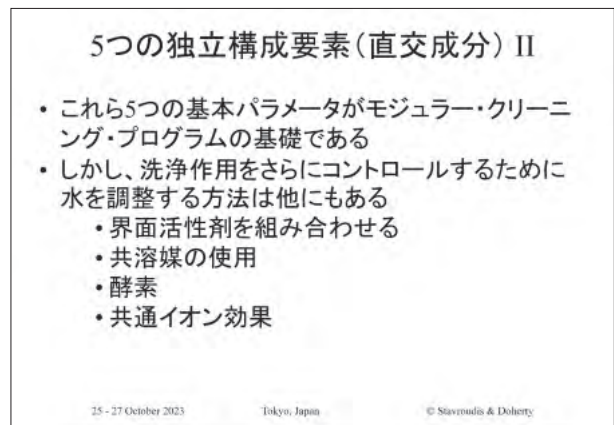 5つの独立構成要素(直交成分) II
• これら5つの基本パラメータがモジュラー・クリーニ
ング・プログラムの基礎である
• しかし、洗浄作用をさらにコントロールするために
水を調整する方法は他にもある
• 界面活性剤を組み合わせる
• 共溶媒の使用
• 酵素
• 共通イオン効果
25 - 27 October 2023 Tokyo, Japan © Stavroudis & Doherty